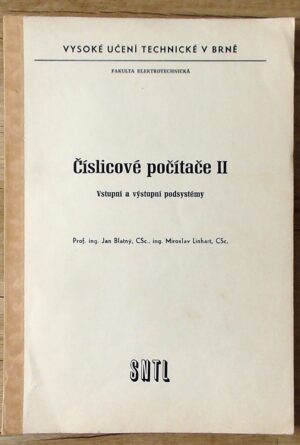 VYSOKÉ UČENÍ TECHNICKÉ V BRNĚ
FAKULTA ELEKTROTECHNICKÁ
Číslicové počítače II
Vstupní a výstupní podsystémy
Prof. ing. Jan Blatný, CSc., ing. Miroslav Linhart, CSc.
SNTL